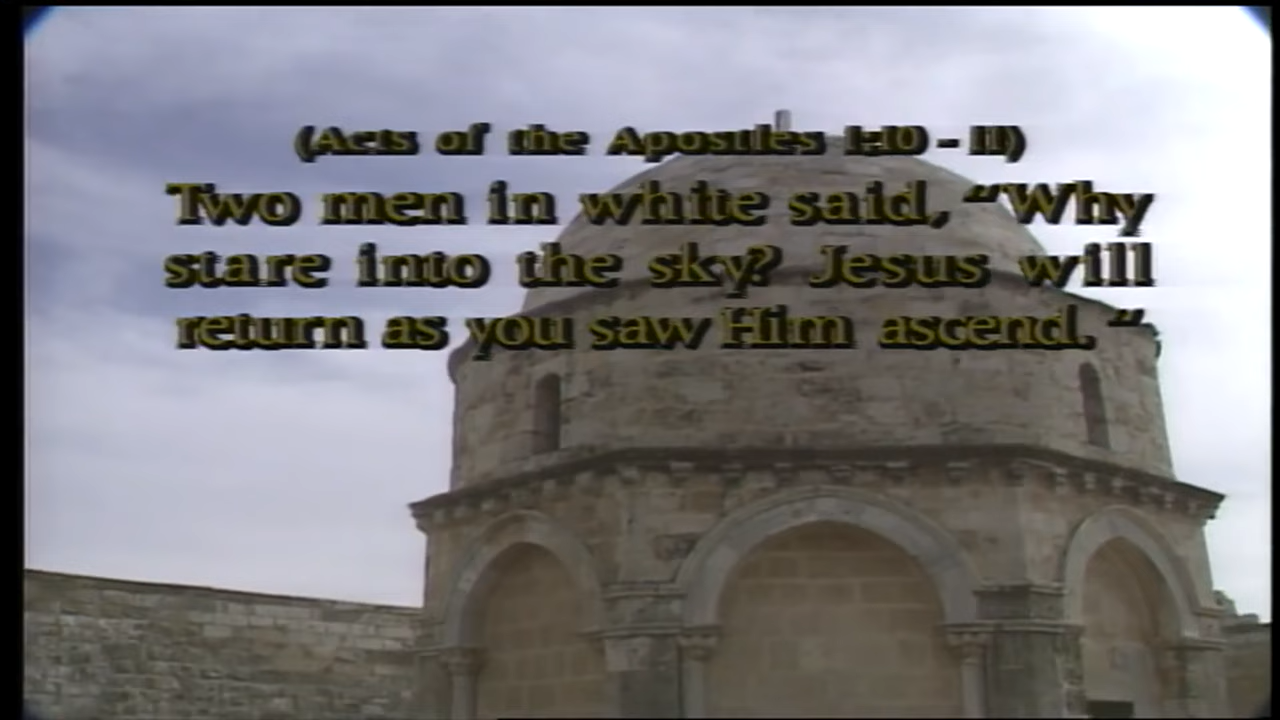 (Acts of the Apostles 1:10 - 11)
Two men in white said, “Why
stare into the sky? Jesus will
return as you saw Him ascend.”